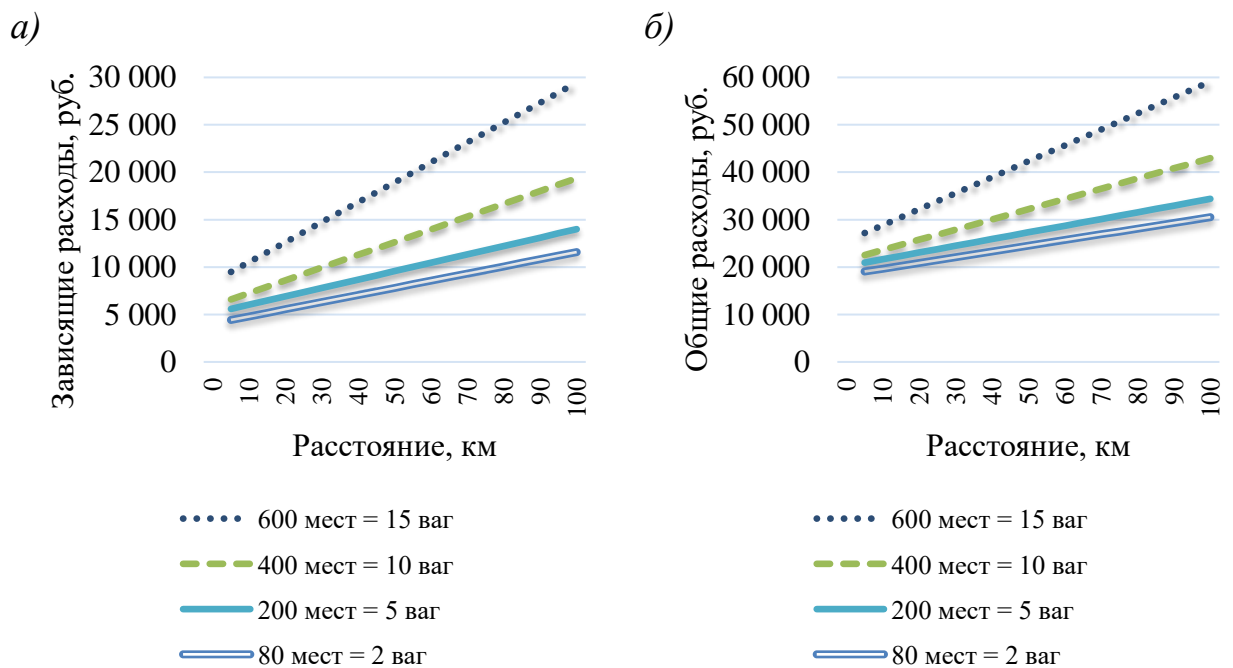 а)
Зависящие расходы, руб.
30 000
25 000
20 000
15 000
10 000
5 000
0
0
10
20
30
40
50
60
70
80
90
100
Расстояние, км
600 мест = 15 ваг
400 мест = 10 ваг
200 мест = 5 ваг
80 мест = 2 ваг
б)
Общие расходы, руб.
60 000
50 000
40 000
30 000
20 000
10 000
0
0
10
20
30
40
50
60
70
80
90
100
Расстояние, км
600 мест = 15 ваг
400 мест = 10 ваг
200 мест = 5 ваг
80 мест = 2 ваг